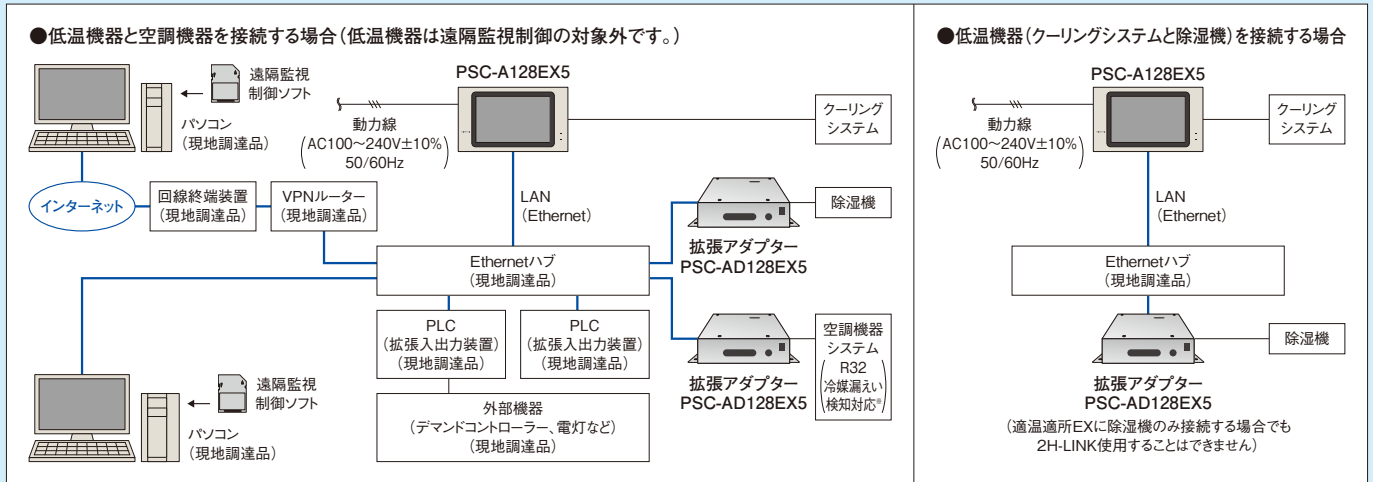 ●低温機器と空調機器を接続する場合(低温機器は遠隔監視制御の対象外です。)
遠隔監視
制御ソフト
パソコン
(現地調達品)
PSC-A128EX5
動力線
(AC100～240V±10%
50/60Hz)
クーリング
システム
インターネット
回線終端装置
(現地調達品)
VPNルーター
(現地調達品)
LAN
(Ethernet)
除湿機
拡張アダプター
PSC-AD128EX5
Ethernetハブ
(現地調達品)
PLC
(拡張入出力装置)
(現地調達品)
PLC
(拡張入出力装置)
(現地調達品)
空調機器
システム
(R32
冷媒漏えい
検知対応※)
拡張アダプター
PSC-AD128EX5
遠隔監視
制御ソフト
パソコン
(現地調達品)
外部機器
(デマンドコントローラー、電灯など)
(現地調達品)
●低温機器(クーリングシステムと除湿機)を接続する場合
PSC-A128EX5
動力線
(AC100～240V±10%
50/60Hz)
クーリング
システム
LAN
(Ethernet)
Ethernetハブ
(現地調達品)
除湿機
拡張アダプター
PSC-AD128EX5
(適温適所EXに除湿機のみ接続する場合でも
2H-LINK使用することはできません)